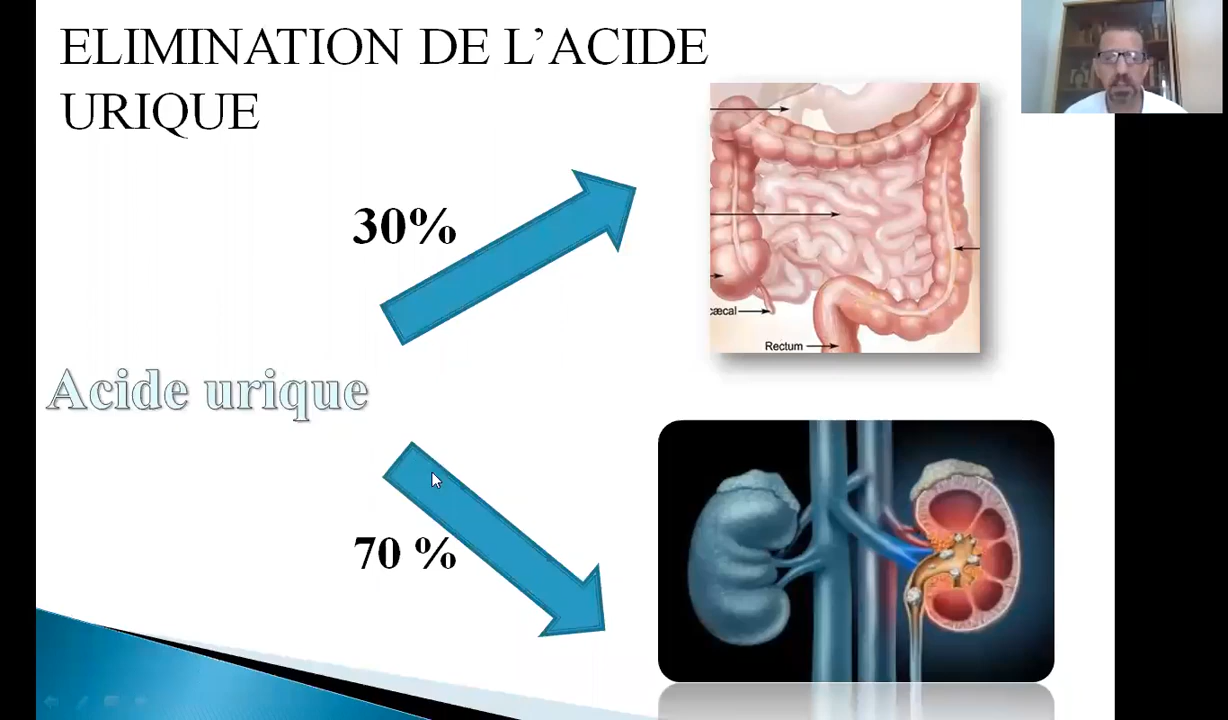 ELIMINATION DE L’ACIDE
URIQUE
30%
cæcal
Rectum
Acide urique
70 %